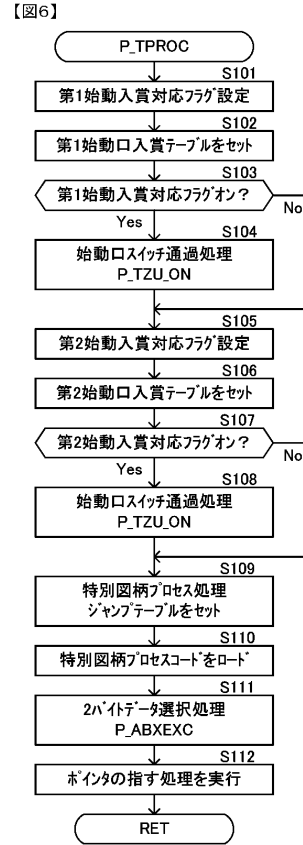 【図6】
P_TPROC
S101
第1始動入賞対応フラグ設定
S102
第1始動口入賞テーブルをセット
S103
第1始動入賞対応フラグオン？
No
Yes
S104
始動口スイッチ通過処理
P_TZU_ON
S105
第2始動入賞対応フラグ設定
S106
第2始動口入賞テーブルをセット
S107
第2始動入賞対応フラグオン？
No
Yes
S108
始動口スイッチ通過処理
P_TZU_ON
S109
特別図柄プロセス処理
ジャンプテーブルをセット
S110
特別図柄プロセスコードをロード
S111
2バイトデータ選択処理
P_ABXEXC
S112
ポインタの指す処理を実行
RET